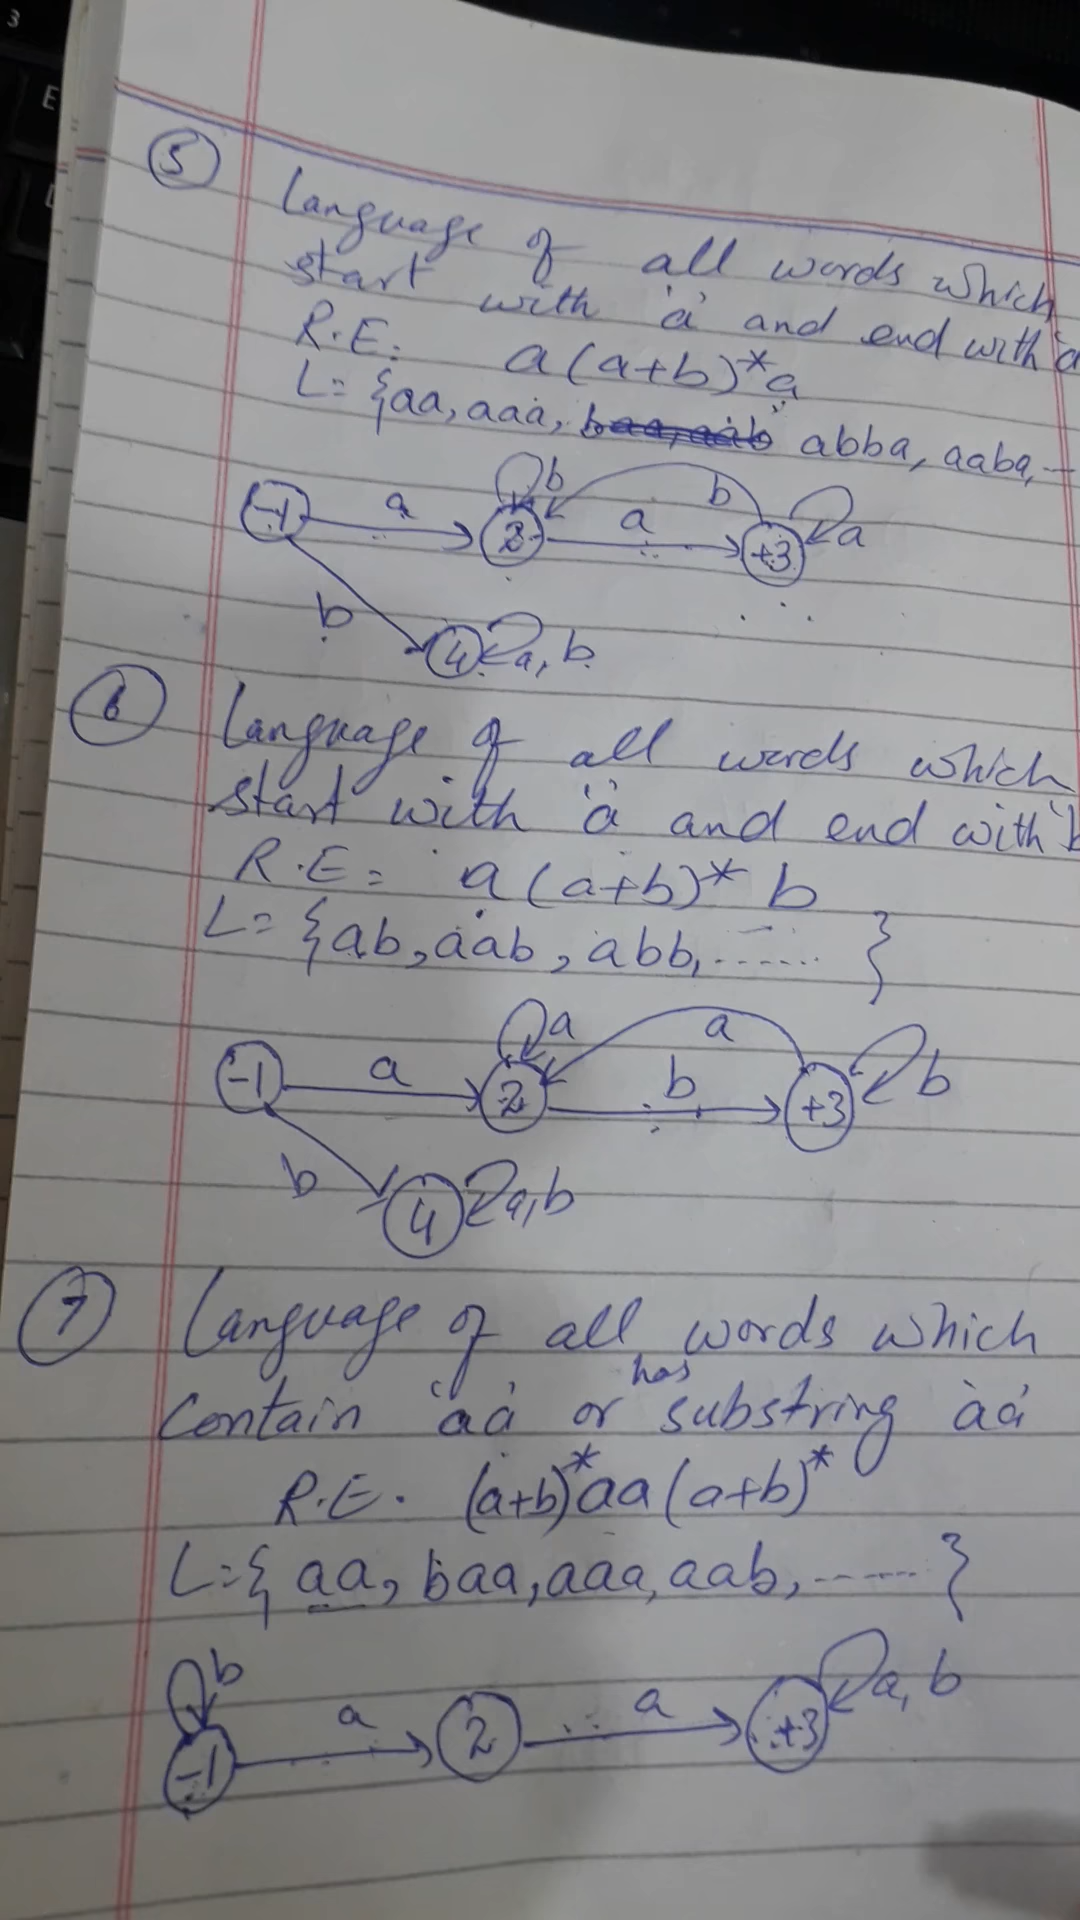 3
E
5
Language of all words which
start with 'a' and end with 'a
R.E. a(a+b)*a
L= {aa, aaa, baa, aab abba, aaba, ---
b b
-1 a 2 a +3 a
b
4 a, b
6
Language of all words which
start with 'a' and end with 'b
R.E = a(a+b)* b
L= {ab, aab, abb, ...... }
a a
-1 a 2 b +3 b
b
4 a,b
7
Language of all words which
has
contain 'aa' or substring 'aa'
R.E. (a+b)*aa(a+b)*
L={ aa, baa, aaa, aab, ------ }
b
-1 a 2 a +3 a, b